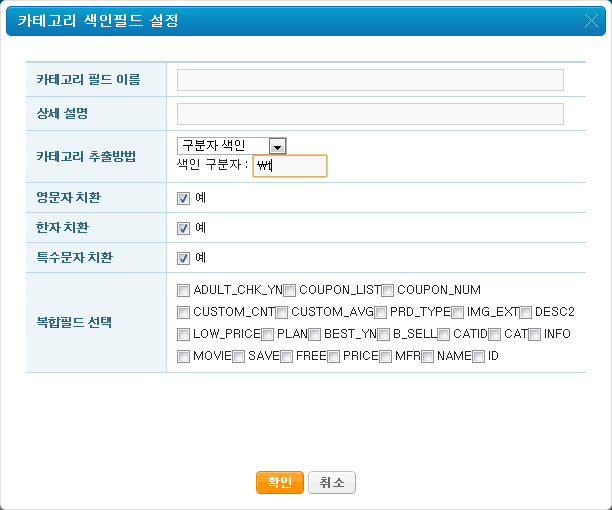 카테고리 색인필드 설정
카테고리 필드 이름
상세 설명
카테고리 추출방법
구분자 색인
색인 구분자 : ₩t
영문자 치환 예
한자 치환 예
특수문자 치환 예
복합필드 선택
ADULT_CHK_YN COUPON_LIST COUPON_NUM
CUSTOM_CNT CUSTOM_AVG PRD_TYPE IMG_EXT DESC2
LOW_PRICE PLAN BEST_YN B_SELL CATID CAT INFO
MOVIE SAVE FREE PRICE MFR NAME ID
확인 취소